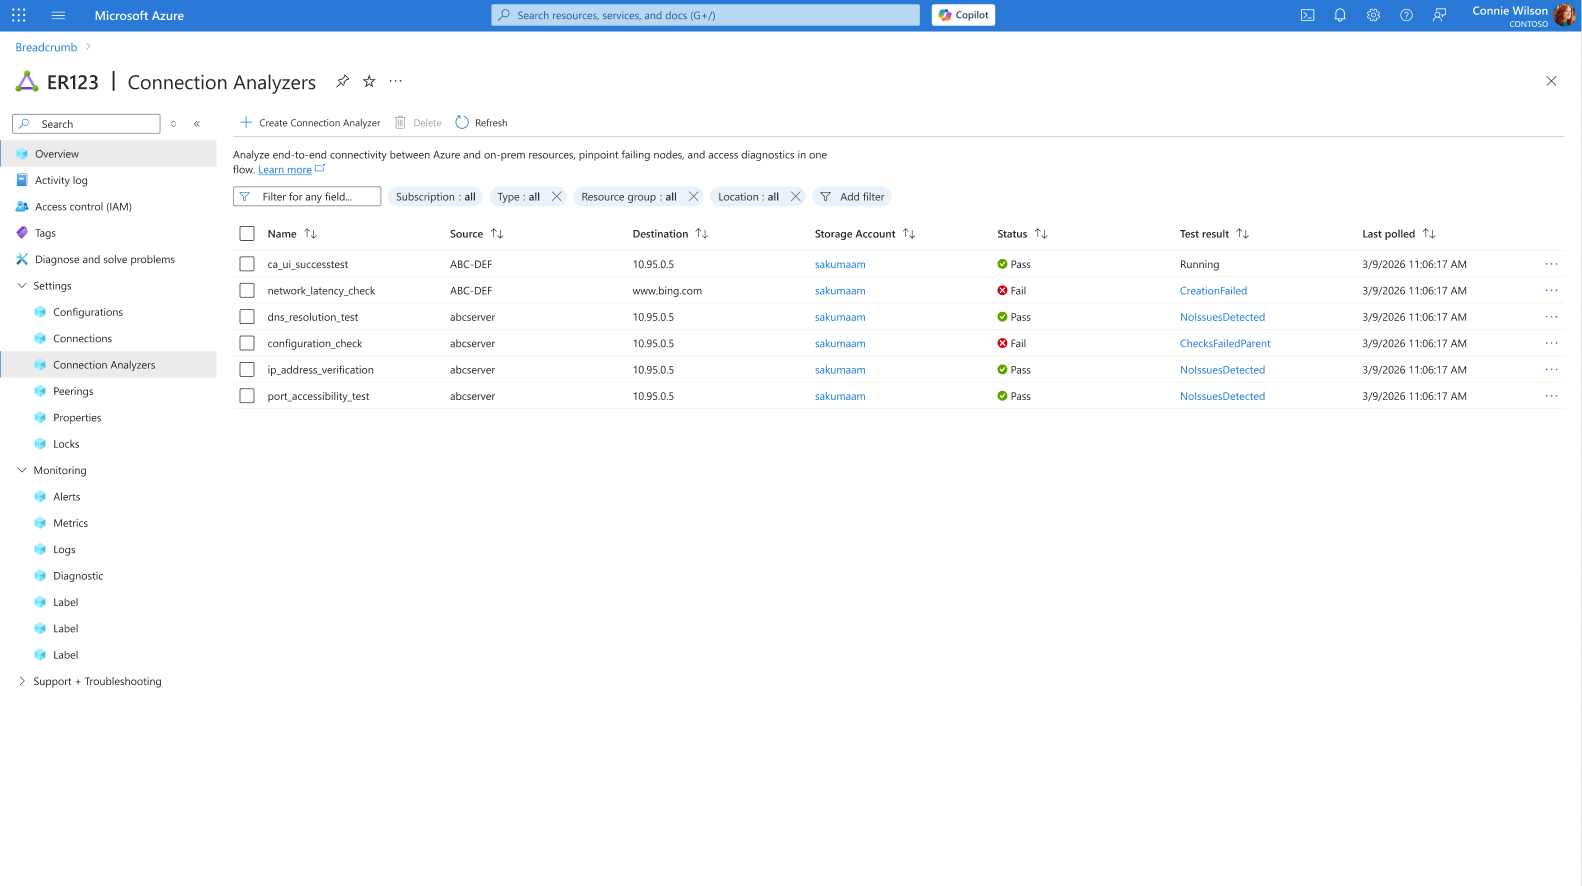 Microsoft Azure
Search resources, services, and docs (G+/)
Copilot
Connie Wilson
CONTOSO
Breadcrumb
ER123 | Connection Analyzers
Search
Overview
Activity log
Access control (IAM)
Tags
Diagnose and solve problems
Settings
Configurations
Connections
Connection Analyzers
Peerings
Properties
Locks
Monitoring
Alerts
Metrics
Logs
Diagnostic
Label
Label
Label
Support + Troubleshooting
Create Connection Analyzer Delete Refresh
Analyze end-to-end connectivity between Azure and on-prem resources, pinpoint failing nodes, and access diagnostics in one
flow. Learn more
Filter for any field... Subscription : all Type : all Resource group : all Location : all Add filter
Name Source Destination Storage Account Status Test result Last polled
ca_ui_successtest ABC-DEF 10.95.0.5 sakumaam Pass Running 3/9/2026 11:06:17 AM
network_latency_check ABC-DEF www.bing.com sakumaam Fail CreationFailed 3/9/2026 11:06:17 AM
dns_resolution_test abcserver 10.95.0.5 sakumaam Pass NoIssuesDetected 3/9/2026 11:06:17 AM
configuration_check abcserver 10.95.0.5 sakumaam Fail ChecksFailedParent 3/9/2026 11:06:17 AM
ip_address_verification abcserver 10.95.0.5 sakumaam Pass NoIssuesDetected 3/9/2026 11:06:17 AM
port_accessibility_test abcserver 10.95.0.5 sakumaam Pass NoIssuesDetected 3/9/2026 11:06:17 AM